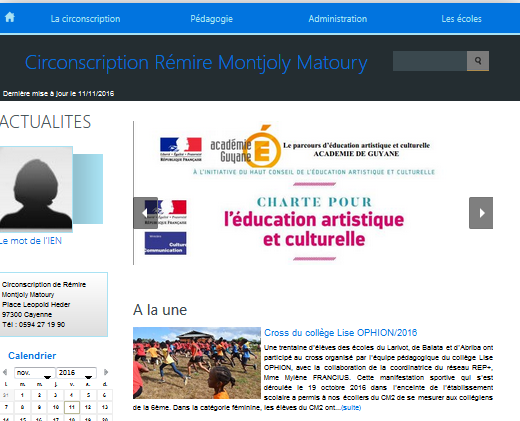 La circonscription Pédagogie Administration Les écoles
Circonscription Rémire Montjoly Matoury
Dernière mise à jour le 11/11/2016
ACTUALITES
Le mot de l'IEN
Circonscription de Rémire
Montjoly Matoury
Place Leopold Heder
97300 Cayenne
Tél : 0594 27 19 90
Calendrier
nov. 2016
l. m. m. j. v. s. d.
31 1 2 3 4 5 6
7 8 9 10 11 12 13
14 15 16 17 18 19 20
RÉPUBLIQUE FRANÇAISE
académie
Guyane
Le parcours d'éducation artistique et culturelle
ACADEMIE DE GUYANE
À L'INITIATIVE DU HAUT CONSEIL DE L'ÉDUCATION ARTISTIQUE ET CULTURELLE
CHARTE POUR
l'éducation artistique
et culturelle
Culture
Communication
A la une
Cross du collége Lise OPHION/2016
Une trentaine d'élèves des écoles du Larivot, de Balata et d'Abriba ont
participé au cross organisé par l'équipe pédagogique du collège Lise
OPHION, avec la collaboration de la coordinatrice du réseau REP+,
Mme Mylène FRANCIUS. Cette manifestation sportive qui s'est
déroulée le 19 octobre 2016 dans l'enceinte de l'établissement
scolaire a permis à nos écoliers du CM2 de se mesurer aux collégiens
de la 6ème. Dans la catégorie féminine, les élèves du CM2 ont...(suite)